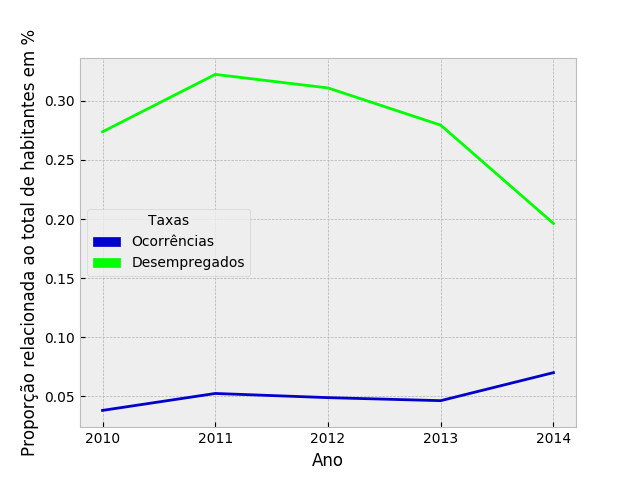 Proporção relacionada ao total de habitantes em %
0.30
0.25
0.20
0.15
0.10
0.05
Taxas
Ocorrências
Desempregados
2010 2011 2012 2013 2014
Ano